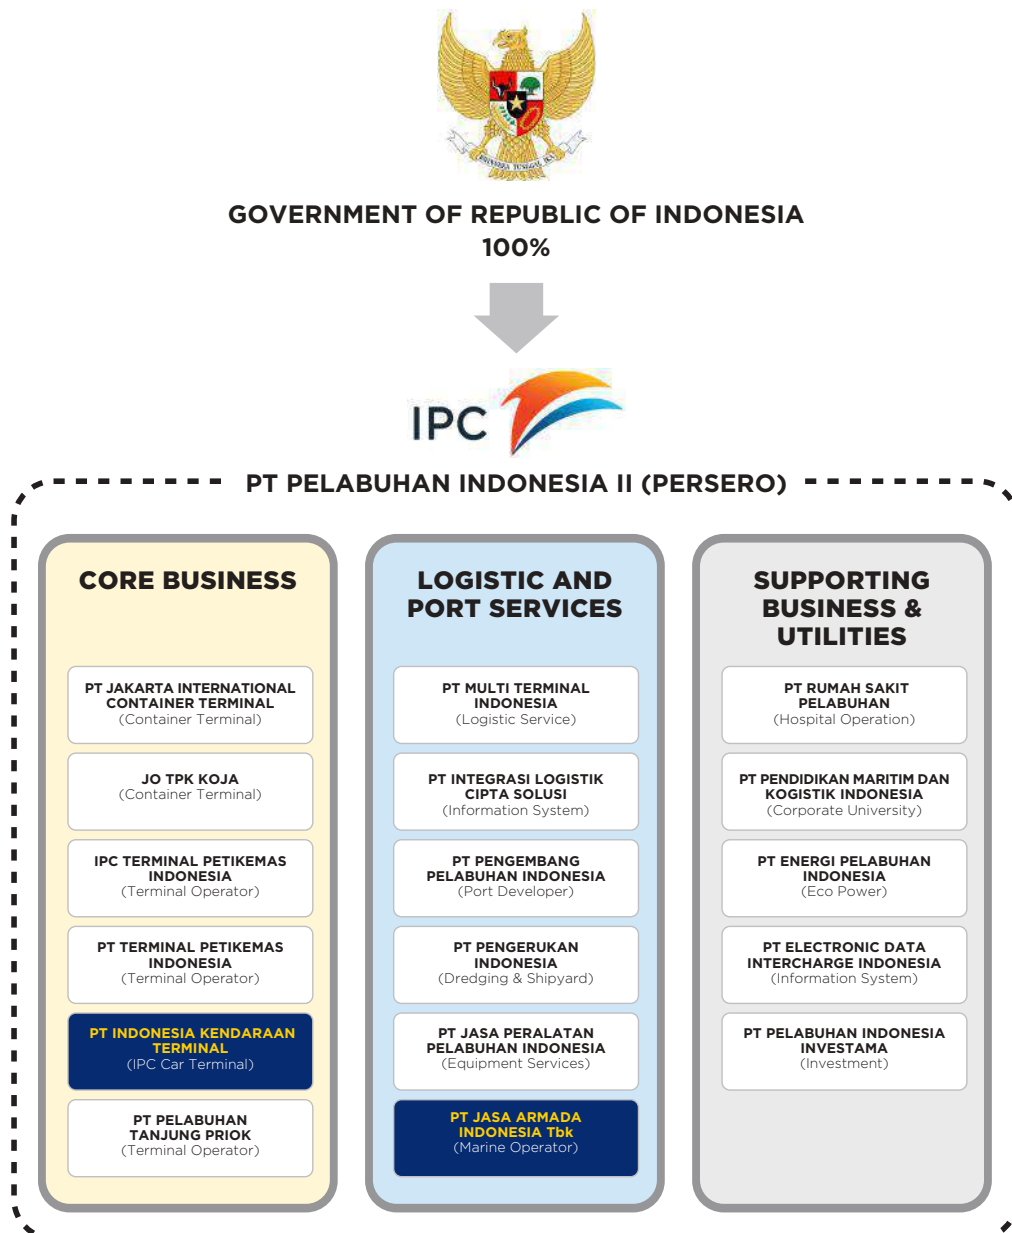 GOVERNMENT OF REPUBLIC OF INDONESIA
100%
IPC
PT PELABUHAN INDONESIA II (PERSERO)
CORE BUSINESS
PT JAKARTA INTERNATIONAL
CONTAINER TERMINAL
(Container Terminal)
JO TPK KOJA
(Container Terminal)
IPC TERMINAL PETIKEMAS
INDONESIA
(Terminal Operator)
PT TERMINAL PETIKEMAS
INDONESIA
(Terminal Operator)
PT INDONESIA KENDARAAN
TERMINAL
(IPC Car Terminal)
PT PELABUHAN
TANJUNG PRIOK
(Terminal Operator)
LOGISTIC AND
PORT SERVICES
PT MULTI TERMINAL
INDONESIA
(Logistic Service)
PT INTEGRASI LOGISTIK
CIPTA SOLUSI
(Information System)
PT PENGEMBANG
PELABUHAN INDONESIA
(Port Developer)
PT PENGERUKAN
INDONESIA
(Dredging & Shipyard)
PT JASA PERALATAN
PELABUHAN INDONESIA
(Equipment Services)
PT JASA ARMADA
INDONESIA Tbk
(Marine Operator)
SUPPORTING
BUSINESS &
UTILITIES
PT RUMAH SAKIT
PELABUHAN
(Hospital Operation)
PT PENDIDIKAN MARITIM DAN
KOGISTIK INDONESIA
(Corporate University)
PT ENERGI PELABUHAN
INDONESIA
(Eco Power)
PT ELECTRONIC DATA
INTERCHARGE INDONESIA
(Information System)
PT PELABUHAN INDONESIA
INVESTAMA
(Investment)